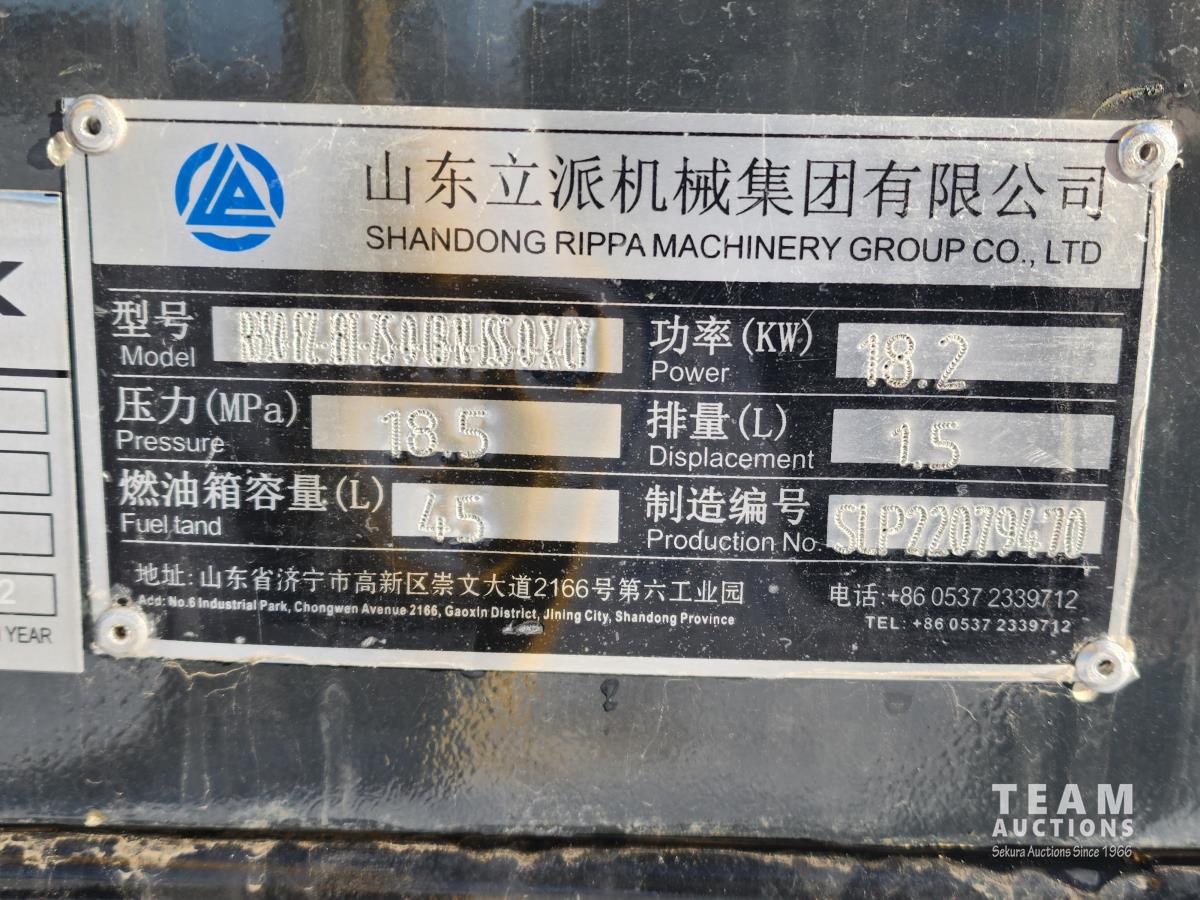 山东立派机械集团有限公司
SHANDONG RIPPA MACHINERY GROUP CO., LTD
型号
Model
功率(KW) 18.2
Power
压力(MPa) 18.5
Pressure
排量(L) 1.5
Displacement
燃油箱容量(L) 45
Fuel tand
制造编号 SLP220794470
Production No
地址: 山东省济宁市高新区崇文大道2166号第六工业园
Add: No.6 Industrial Park, Chongwen Avenue 2166, Gaoxin District, Jining City, Shandong Province
电话: +86 0537 2339712
TEL: +86 0537 2339712
2
YEAR
TEAM
AUCTIONS
Sekura Auctions Since 1966